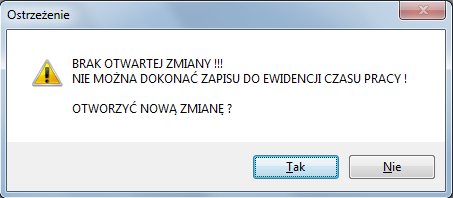 Ostrzeżenie
BRAK OTWARTEJ ZMIANY !!!
NIE MOŻNA DOKONAĆ ZAPISU DO EWIDENCJI CZASU PRACY !
OTWORZYĆ NOWĄ ZMIANĘ ?
Tak
Nie